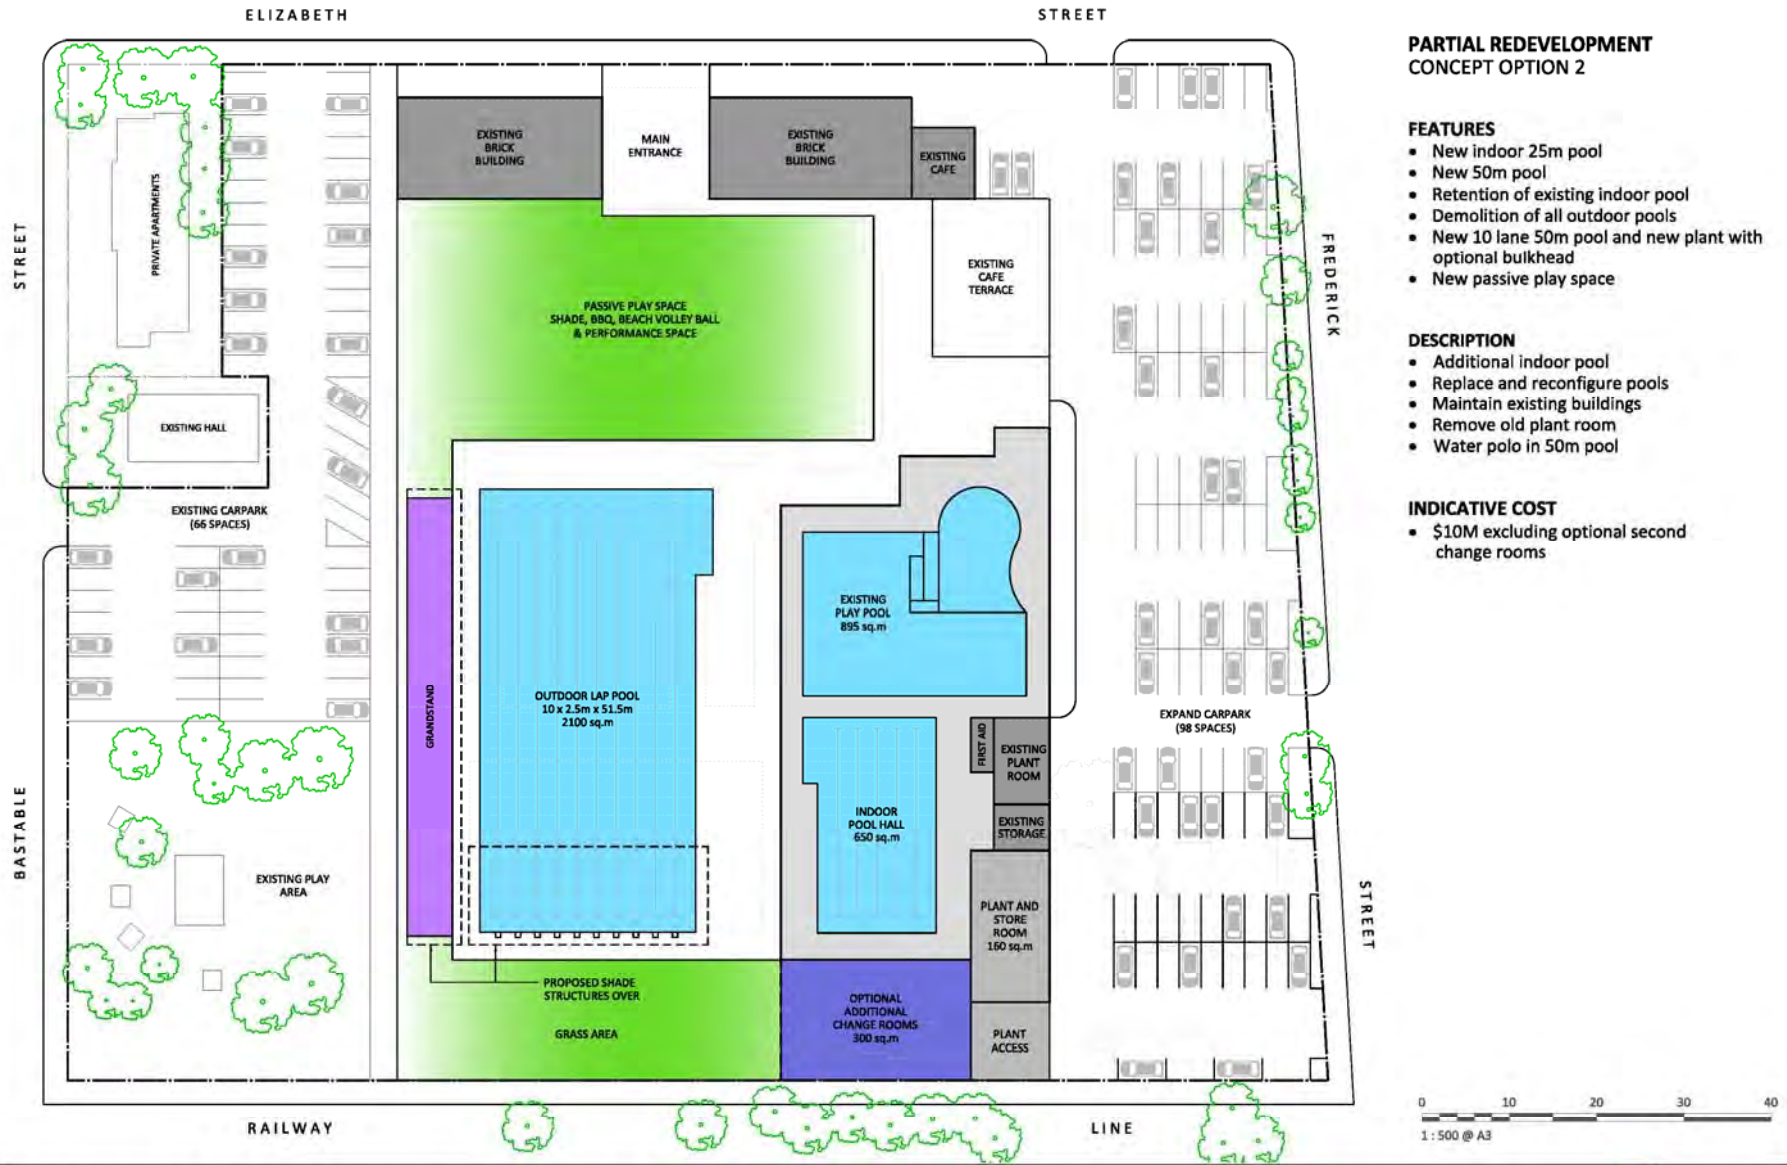 ELIZABETH STREET
PARTIAL REDEVELOPMENT
CONCEPT OPTION 2
FEATURES
• New indoor 25m pool
• New 50m pool
• Retention of existing indoor pool
• Demolition of all outdoor pools
• New 10 lane 50m pool and new plant with
optional bulkhead
• New passive play space
DESCRIPTION
• Additional indoor pool
• Replace and reconfigure pools
• Maintain existing buildings
• Remove old plant room
• Water polo in 50m pool
INDICATIVE COST
• $10M excluding optional second
change rooms
EXISTING
BRICK
BUILDING
MAIN
ENTRANCE
EXISTING
BRICK
BUILDING
EXISTING
CAFE
PRIVATE APARTMENTS
STREET
BASTABLE
FREDERICK
STREET
EXISTING
CAFE
TERRACE
PASSIVE PLAY SPACE
SHADE, BBQ, BEACH VOLLEY BALL
& PERFORMANCE SPACE
EXISTING HALL
EXISTING CARPARK
(66 SPACES)
GRANDSTAND
OUTDOOR LAP POOL
10 x 2.5m x 51.5m
2100 sq.m
EXISTING
PLAY POOL
895 sq.m
EXPAND CARPARK
(98 SPACES)
FIRST AID
EXISTING
PLANT
ROOM
INDOOR
POOL HALL
650 sq.m
EXISTING
STORAGE
EXISTING PLAY
AREA
PLANT AND
STORE
ROOM
160 sq.m
PROPOSED SHADE
STRUCTURES OVER
GRASS AREA
OPTIONAL
ADDITIONAL
CHANGE ROOMS
300 sq.m
PLANT
ACCESS
RAILWAY LINE
0 10 20 30 40
1 : 500 @ A3